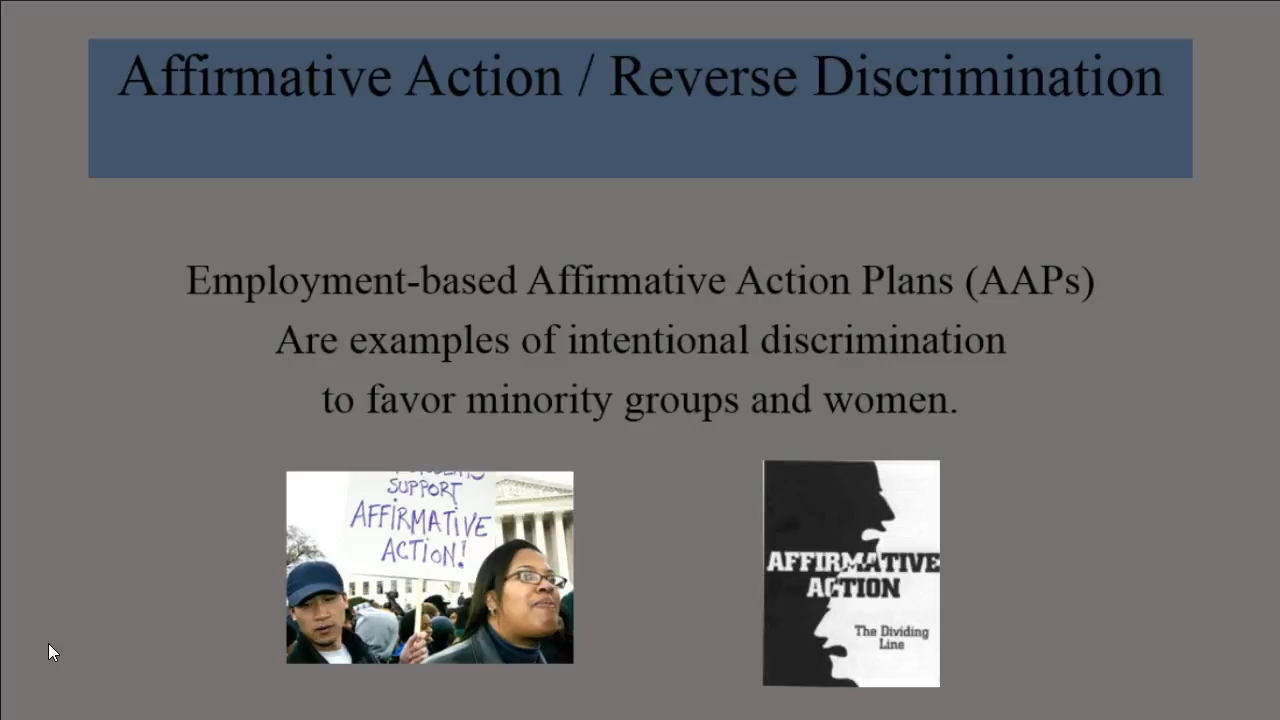 Affirmative Action / Reverse Discrimination
Employment-based Affirmative Action Plans (AAPs)
Are examples of intentional discrimination
to favor minority groups and women.
SUPPORT
AFFIRMATIVE
ACTION!
AFFIRMATIVE
ACTION
The Dividing
Line